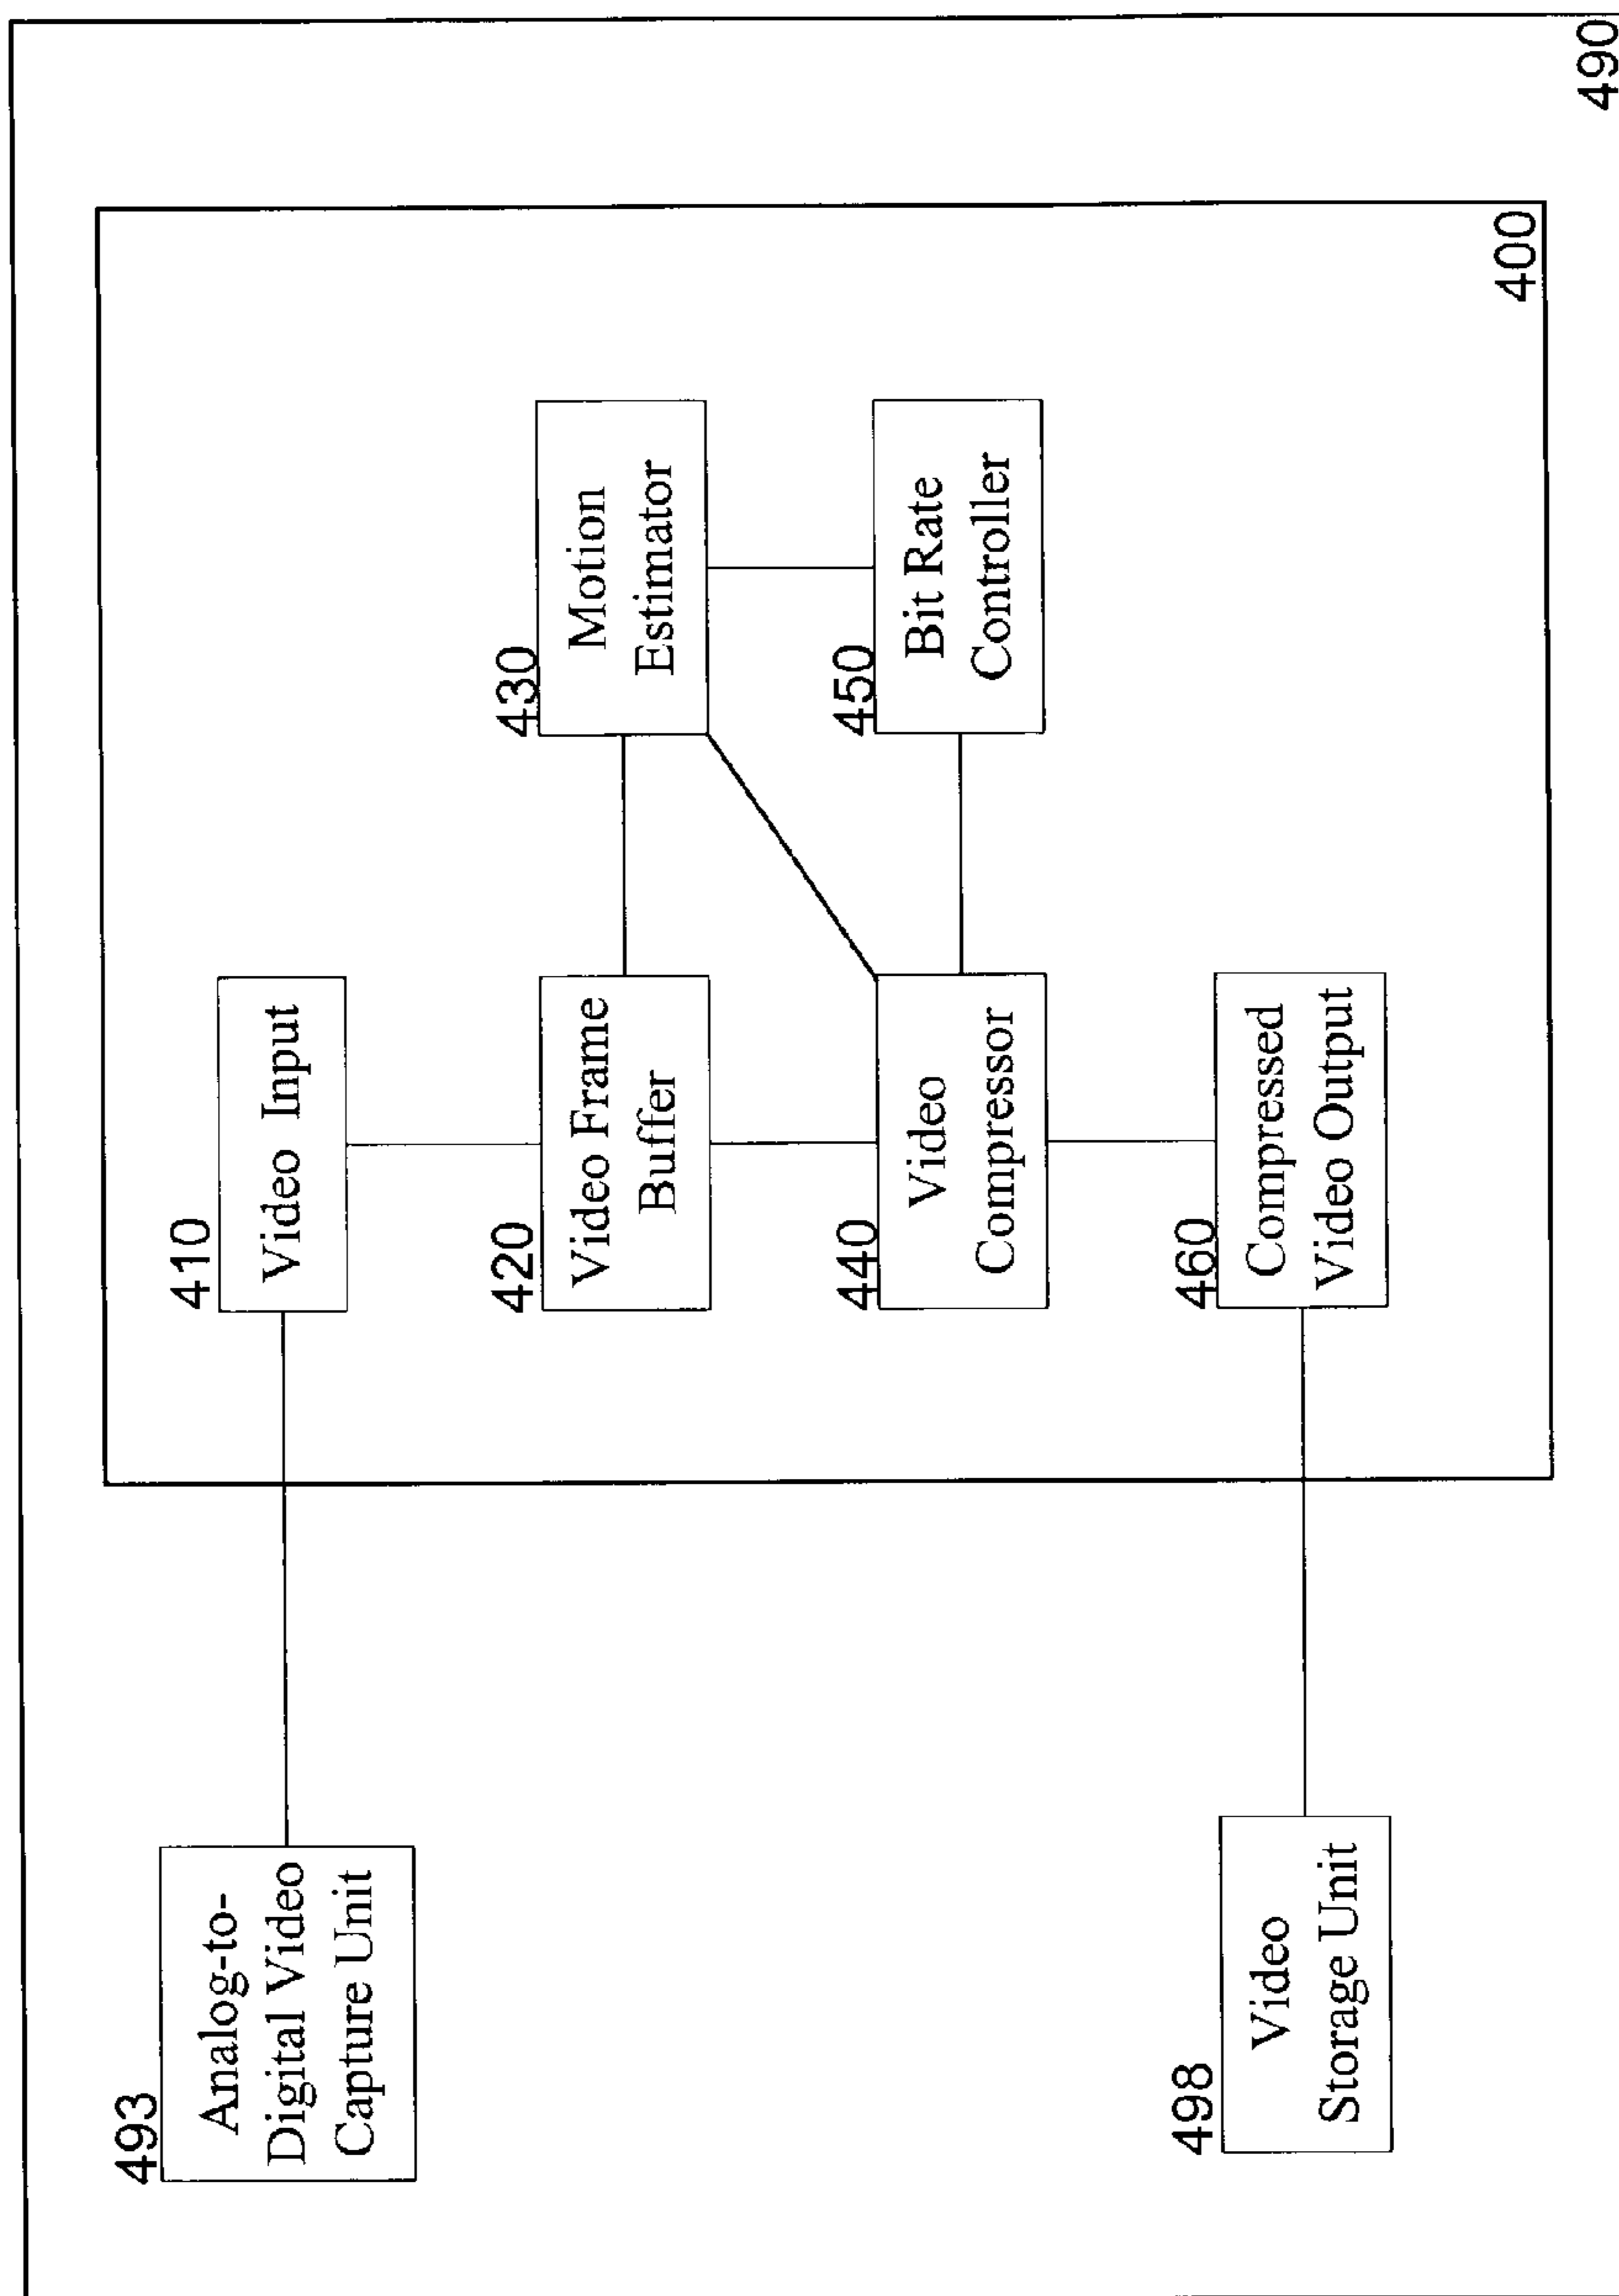 493
Analog-to-
Digital Video
Capture Unit
410
Video Input
420
Video Frame
Buffer
430
Motion
Estimator
440
Video
Compressor
450
Bit Rate
Controller
460
Compressed
Video Output
498
Video
Storage Unit
400
490